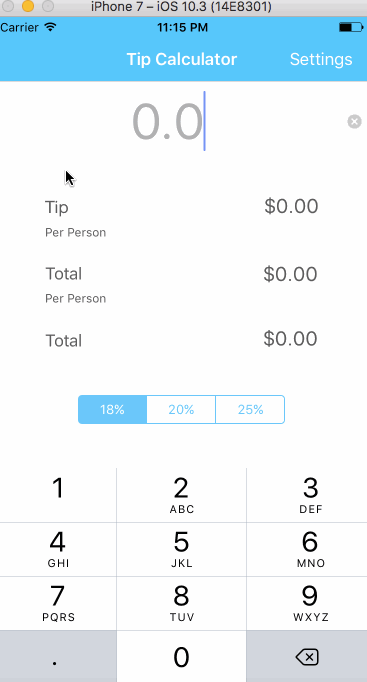 iPhone 7 – iOS 10.3 (14E8301)
Carrier 11:15 PM
Tip Calculator Settings
0.0
Tip $0.00
Per Person
Total $0.00
Per Person
Total $0.00
18% 20% 25%
1 2 3
ABC DEF
4 5 6
GHI JKL MNO
7 8 9
PQRS TUV WXYZ
. 0